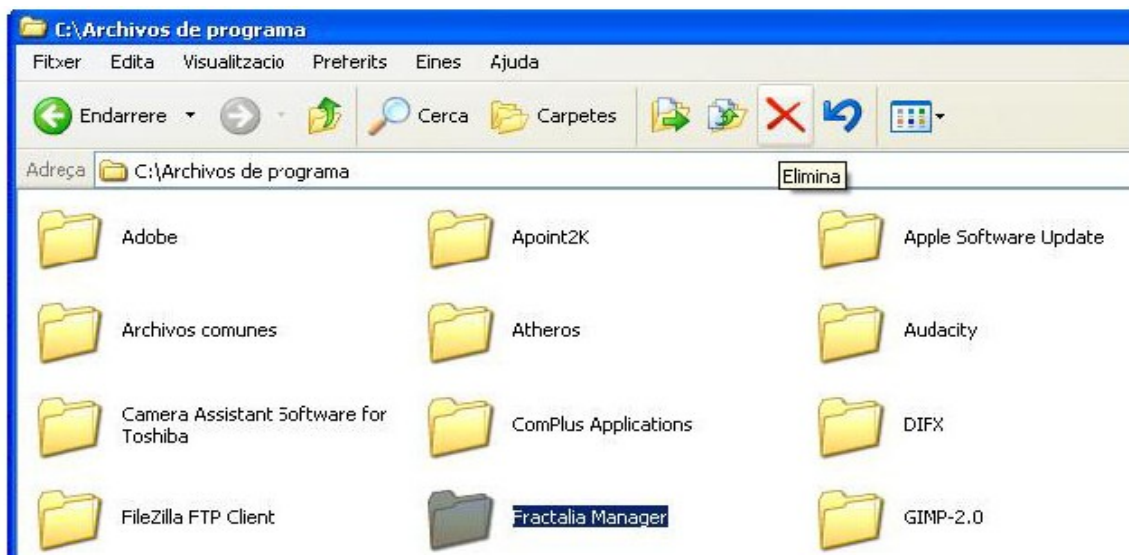 C:\Archivos de programa
Fitxer Edita Visualitzacio Preferits Eines Ajuda
Endarrere Cerca Carpetes
Adreça C:\Archivos de programa
Elimina
Adobe Apoint2K Apple Software Update
Archivos comunes Atheros Audacity
Camera Assistant Software for
Toshiba
ComPlus Applications DIFX
FileZilla FTP Client Fractalia Manager GIMP-2.0